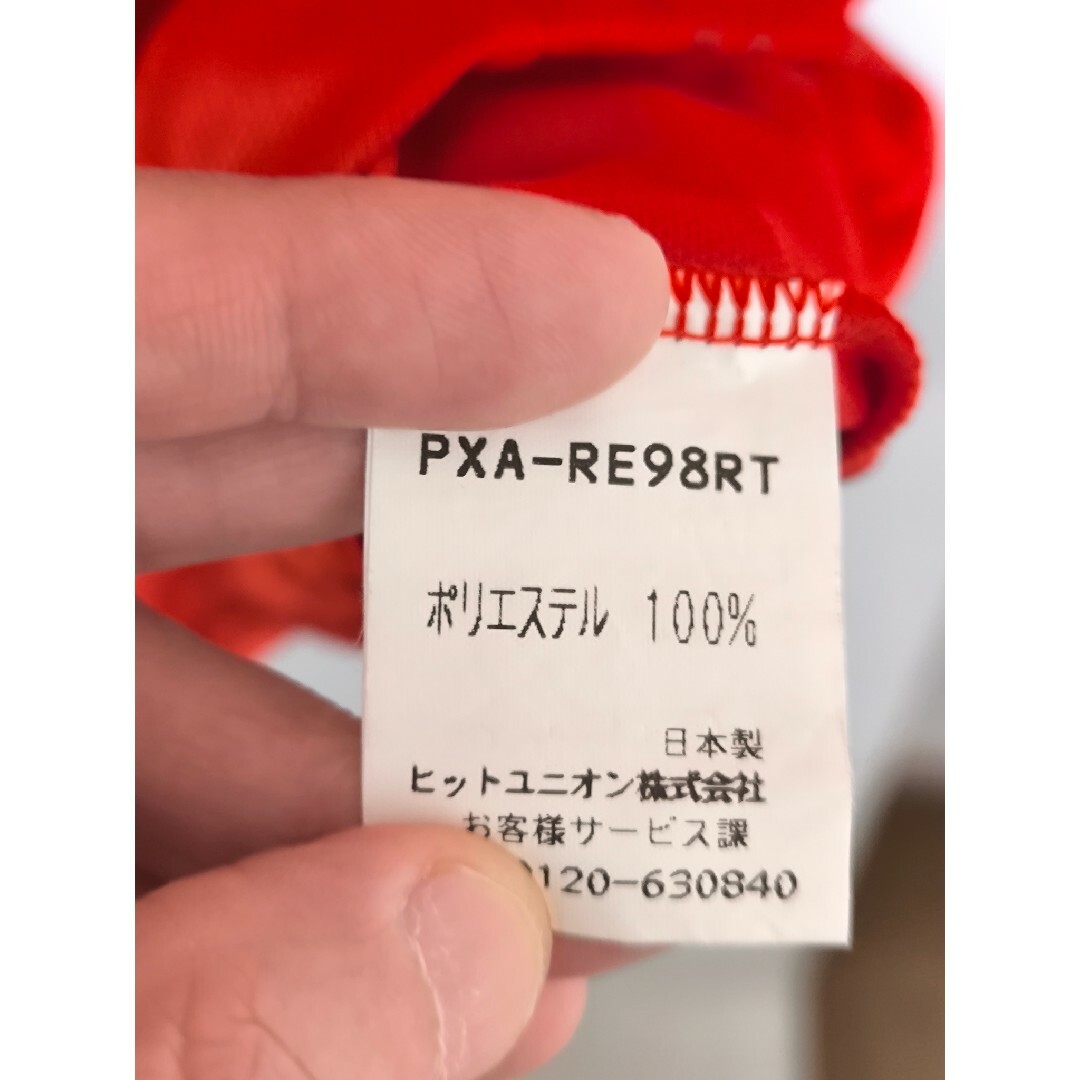 PXA-RE98RT
ポリエステル 100%
日本製
ヒットユニオン株式会社
お客様サービス課
0120-630840